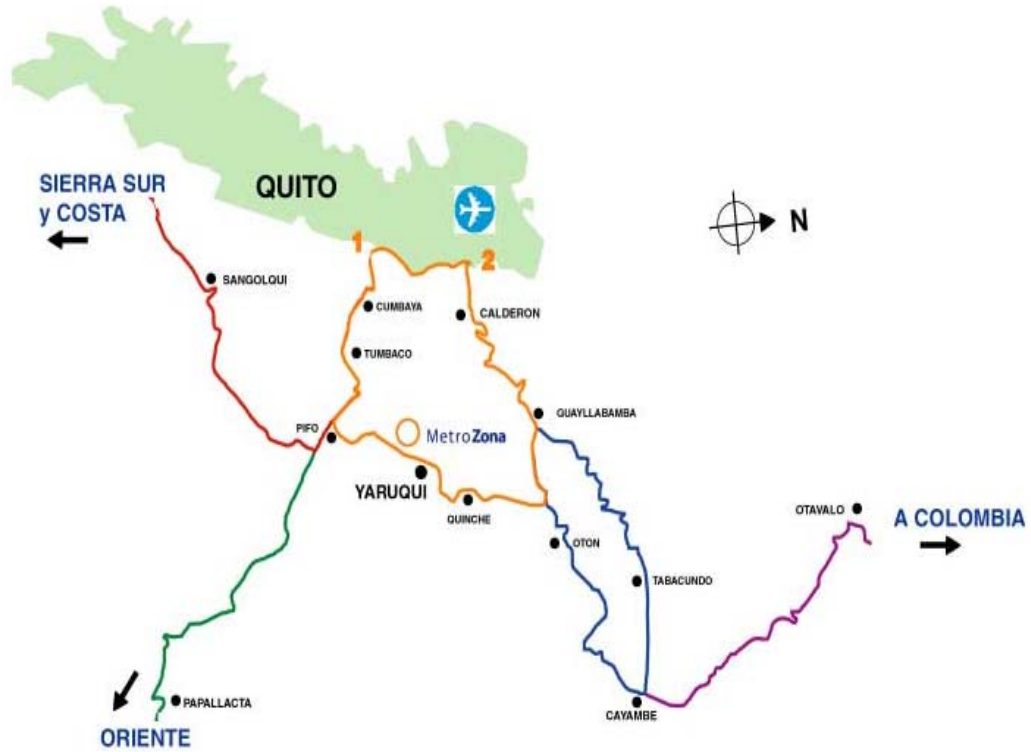 SIERRA SUR
y COSTA
QUITO
N
1
2
SANGOLQUI
CUMBAYA
CALDERON
TUMBACO
QUAYLLABAMBA
PIFO
MetroZona
YARUQUI
QUINCHE
OTAVALO
A COLOMBIA
OTON
TABACUNDO
PAPALLACTA
CAYAMBE
ORIENTE